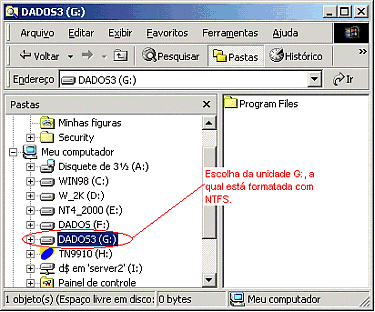 DADOS3 (G:)
Arquivo Editar Exibir Favoritos Ferramentas Ajuda
Voltar Pesquisar Pastas Histórico
Endereço DADOS3 (G:) Ir
Pastas
Minhas figuras
Security
Meu computador
Disquete de 3½ (A:)
WIN98 (C:)
W_2K (D:)
NT4_2000 (E:)
DADOS (F:)
DADOS3 (G:)
TN9910 (H:)
d$ em 'server2' (I:)
Painel de controle
Program Files
Escolha da unidade G:, a
qual está formatada com
NTFS.
1 objeto(s) (Espaço livre em disco: 0 bytes Meu computador